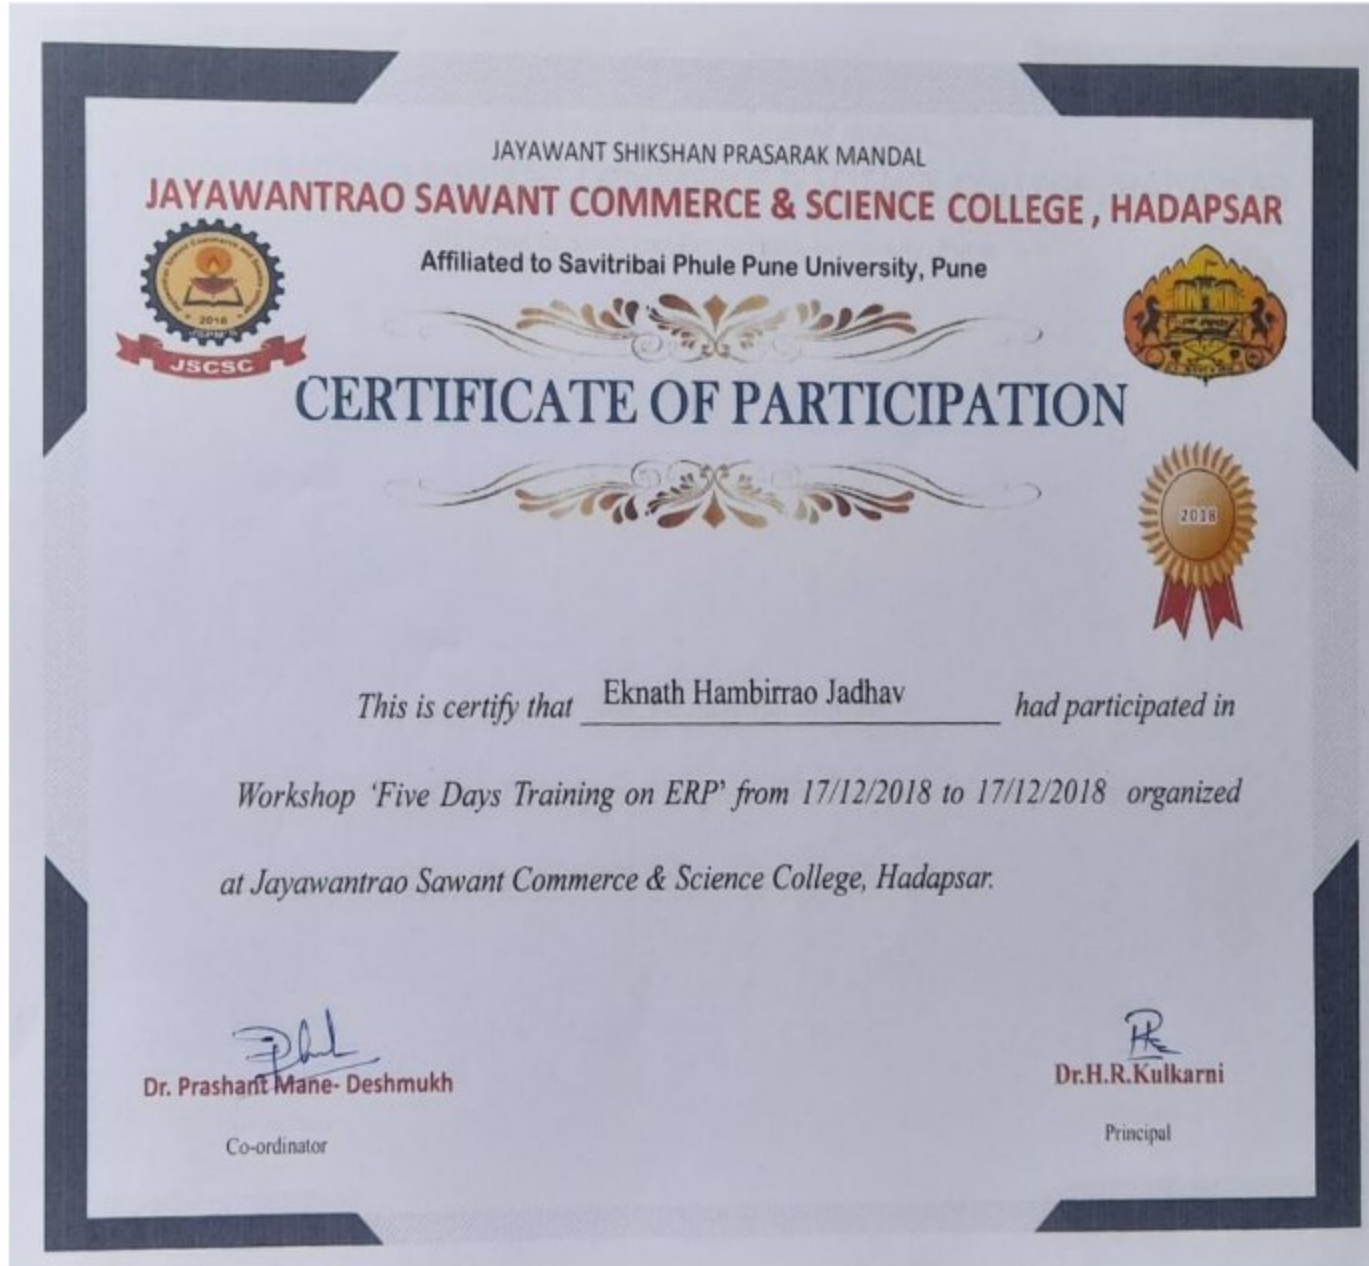 JAYAWANT SHIKSHAN PRASARAK MANDAL
JAYAWANTRAO SAWANT COMMERCE & SCIENCE COLLEGE , HADAPSAR
Affiliated to Savitribai Phule Pune University, Pune
2018
JSPM'S
JSCSC
CERTIFICATE OF PARTICIPATION
2018
This is certify that Eknath Hambirrao Jadhav had participated in
Workshop ‘Five Days Training on ERP’ from 17/12/2018 to 17/12/2018 organized
at Jayawantrao Sawant Commerce & Science College, Hadapsar.
Dr. Prashant Mane- Deshmukh
Co-ordinator
Dr.H.R.Kulkarni
Principal